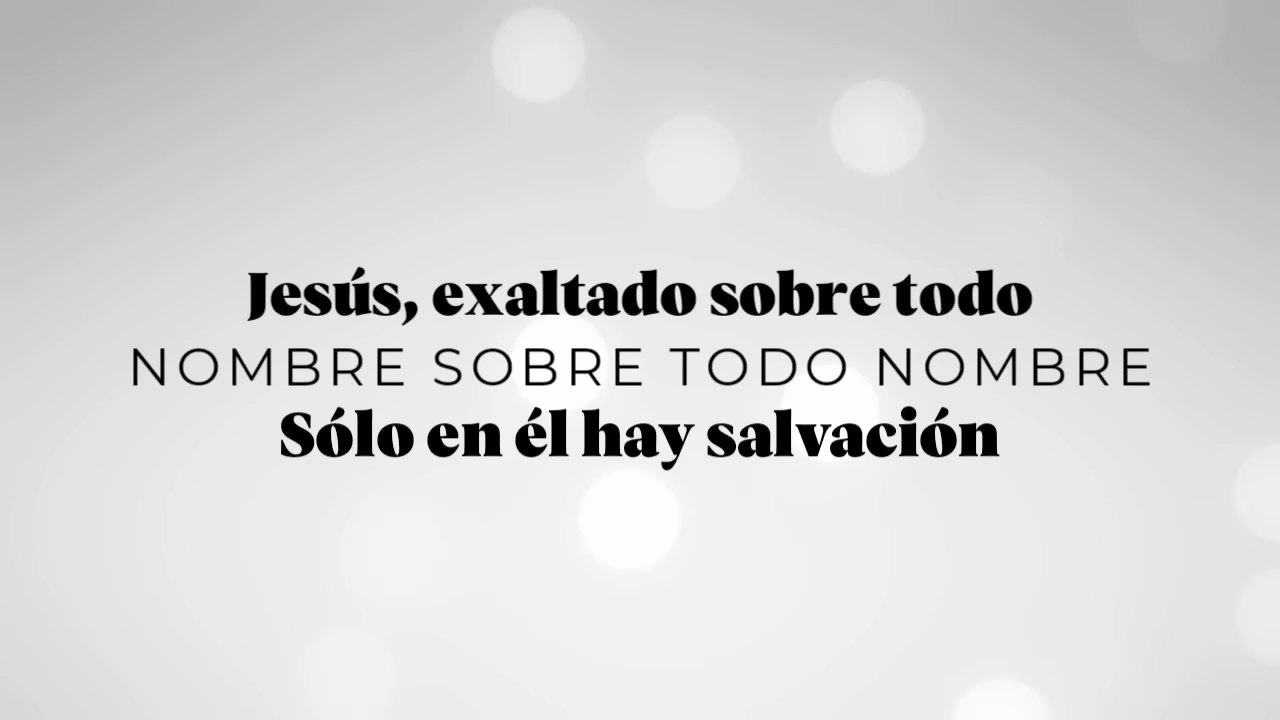 Jesús, exaltado sobre todo
NOMBRE SOBRE TODO NOMBRE
Sólo en él hay salvación